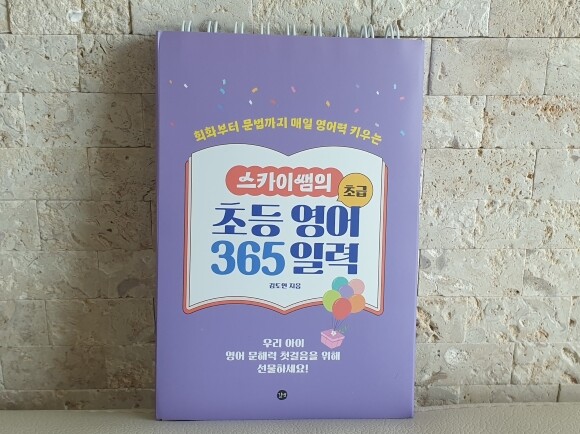 회화부터 문법까지 매일 영어력 키우는
스카이쌤의
초급
초등 영어
365 일력
김도연 지음
우리 아이
영어 문해력 첫걸음을 위해
선물하세요!
길벗